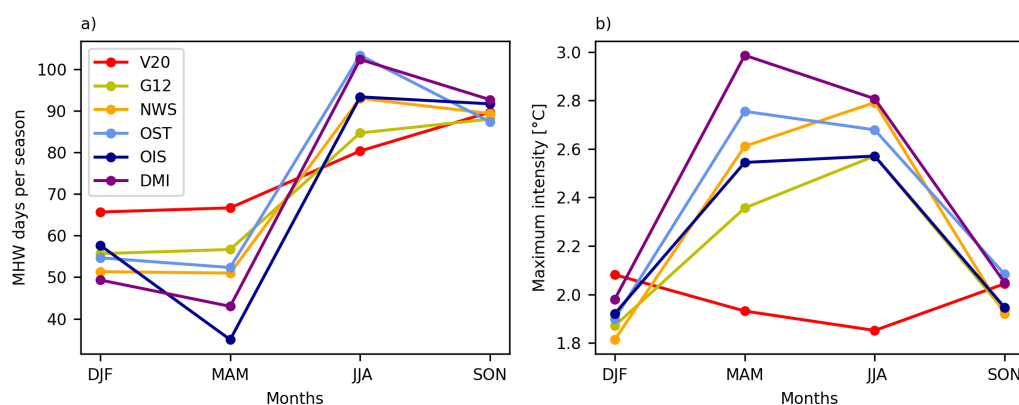 a)
MHW days per season
100
90
80
70
60
50
40
V20
G12
NWS
OST
OIS
DMI
DJF MAM JJA SON
Months
b)
Maximum intensity [°C]
3.0
2.8
2.6
2.4
2.2
2.0
1.8
DJF MAM JJA SON
Months